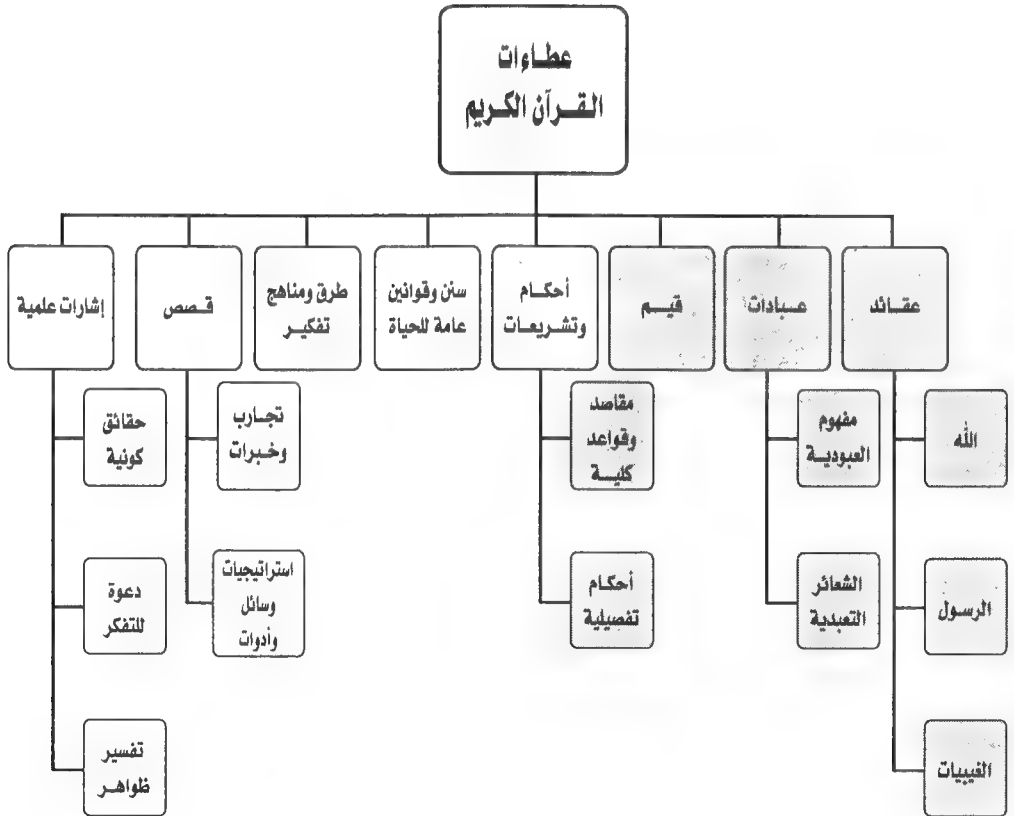 عطاءات
القرآن الكريم
عقائد
عبادات
قيم
أحكام
وتشريعات
سنن وقوانين
عامة للحياة
طرق ومناهج
تفكير
قصص
إشارات علمية
الله
الرسول
الغيبيات
مفهوم
العبودية
الشعائر
التعبدية
مقاصد
وقواعد
كلية
أحكام
تفصيلية
تجارب
وخبرات
استراتيجيات
وسائل
وأدوات
حقائق
كونية
دعوة
للتفكر
تفسير
ظواهر